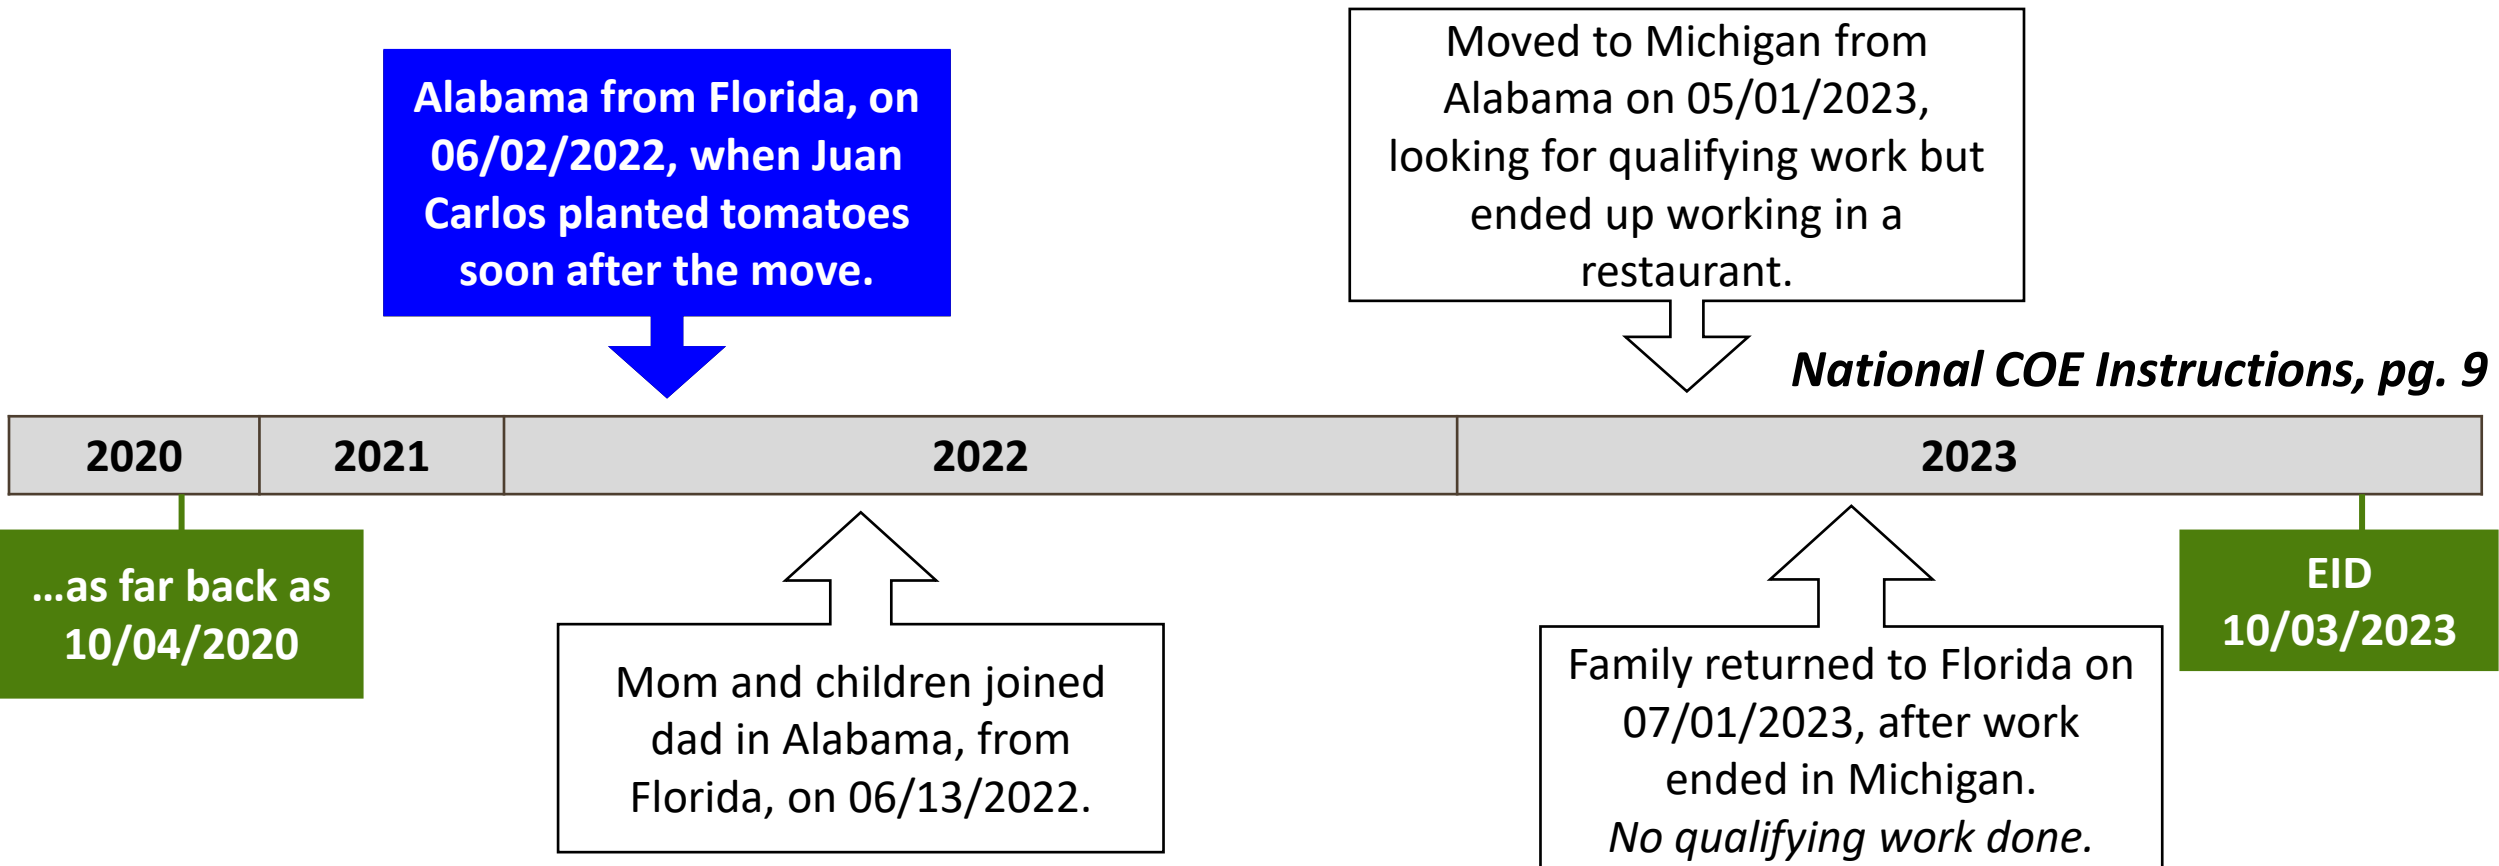 Alabama from Florida, on
06/02/2022, when Juan
Carlos planted tomatoes
soon after the move.
Moved to Michigan from
Alabama on 05/01/2023,
looking for qualifying work but
ended up working in a
restaurant.
National COE Instructions, pg. 9
2020
2021
2022
2023
...as far back as
10/04/2020
Mom and children joined
dad in Alabama, from
Florida, on 06/13/2022.
Family returned to Florida on
07/01/2023, after work
ended in Michigan.
No qualifying work done.
EID
10/03/2023